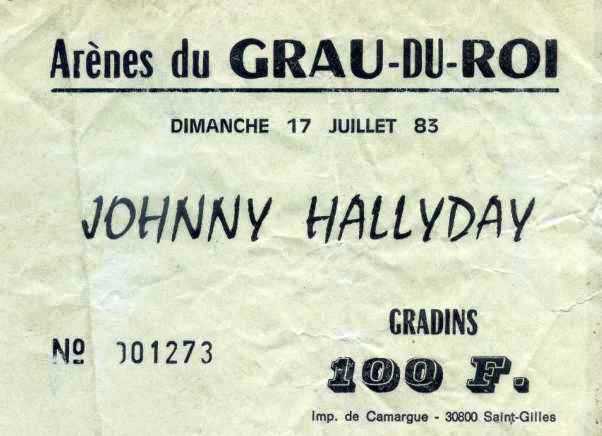 Arènes du GRAU-DU-ROI
DIMANCHE 17 JUILLET 83
JOHNNY HALLYDAY
GRADINS
Nº 001273
100 F.
Imp. de Camargue - 30800 Saint-Gilles